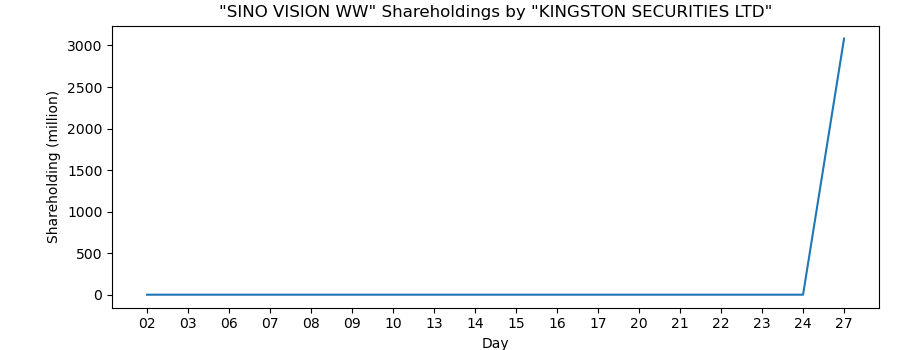 "SINO VISION WW" Shareholdings by "KINGSTON SECURITIES LTD"
Shareholding (million)
3000
2500
2000
1500
1000
500
0
02 03 06 07 08 09 10 13 14 15 16 17 20 21 22 23 24 27
Day